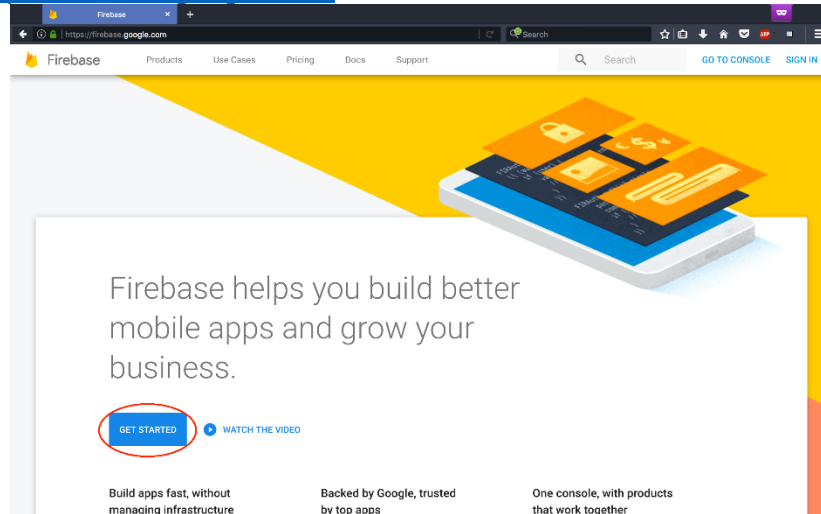 Firebase
https://firebase.google.com
Search
ABP
Firebase Products Use Cases Pricing Docs Support Search GO TO CONSOLE SIGN IN
Firebase helps you build better
mobile apps and grow your
business.
GET STARTED WATCH THE VIDEO
Build apps fast, without
managing infrastructure
Backed by Google, trusted
by top apps
One console, with products
that work together